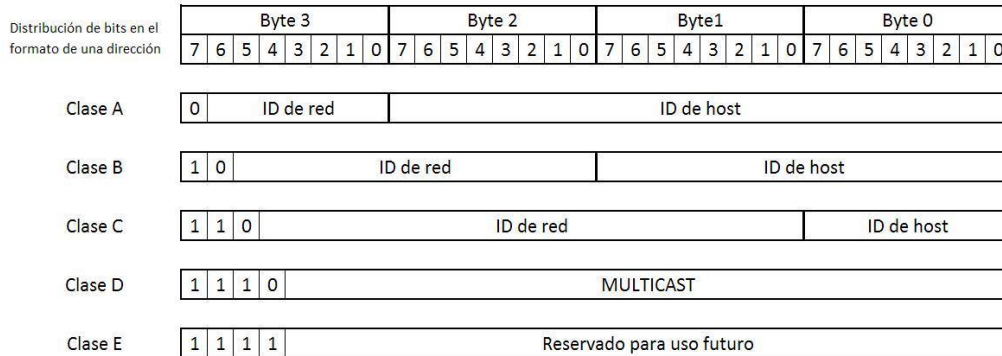 Distribución de bits en el
formato de una dirección
Byte 3 Byte 2 Byte1 Byte 0
7 6 5 4 3 2 1 0 7 6 5 4 3 2 1 0 7 6 5 4 3 2 1 0 7 6 5 4 3 2 1 0
Clase A 0 ID de red ID de host
Clase B 1 0 ID de red ID de host
Clase C 1 1 0 ID de red ID de host
Clase D 1 1 1 0 MULTICAST
Clase E 1 1 1 1 Reservado para uso futuro